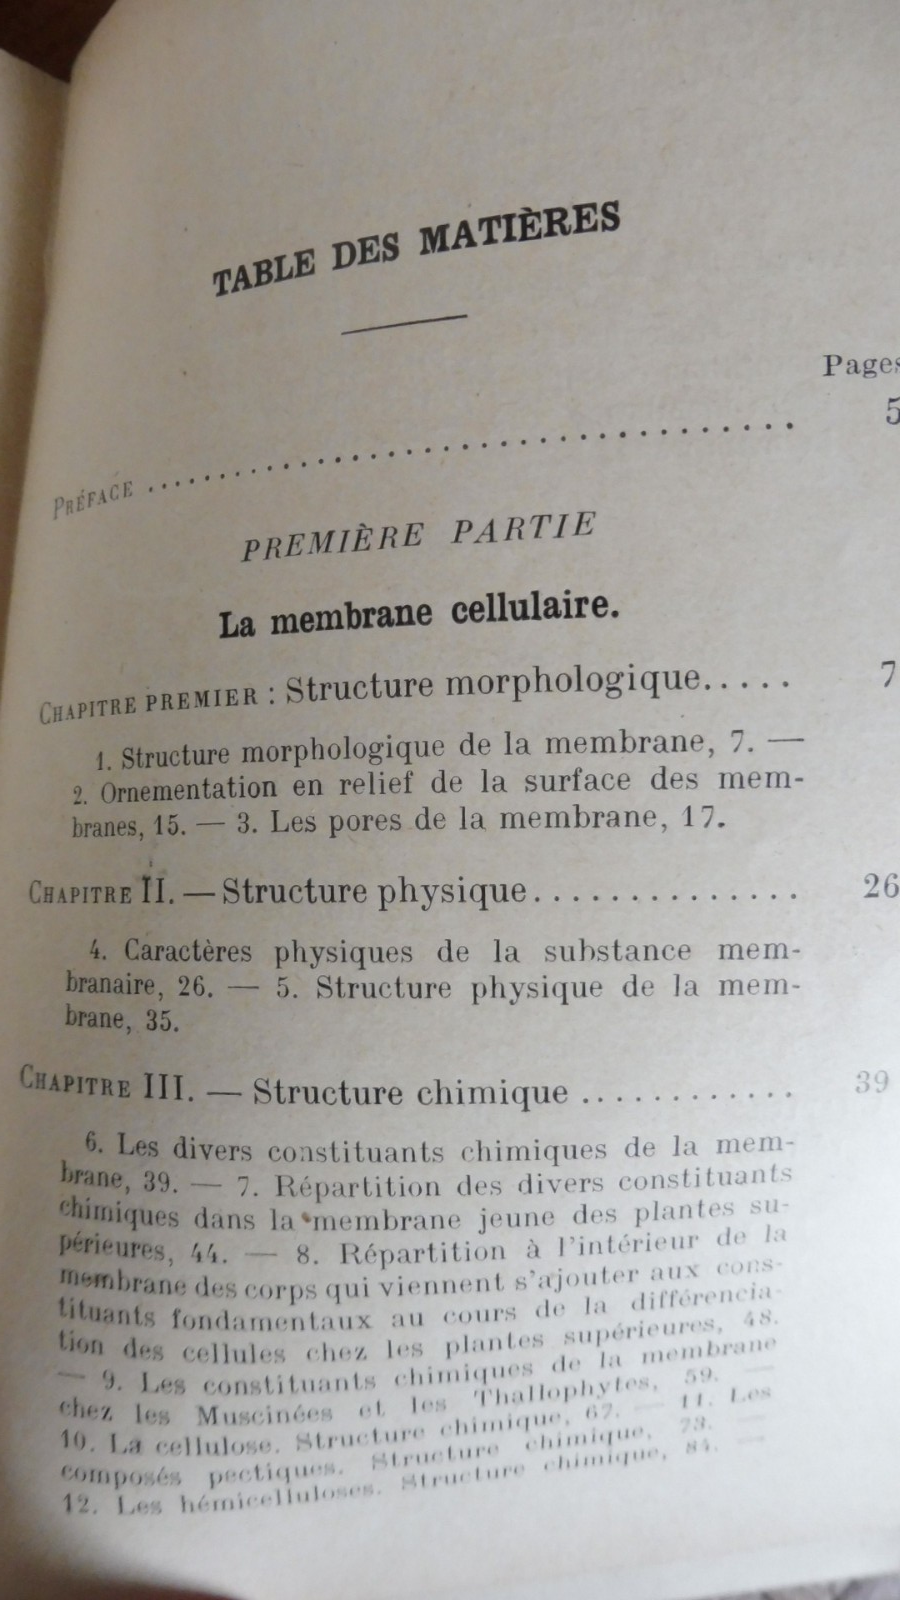 TABLE DES MATIÈRES
Pages
PRÉFACE .................................... 5
PREMIÈRE PARTIE
La membrane cellulaire.
CHAPITRE PREMIER : Structure morphologique..... 7
1. Structure morphologique de la membrane, 7. —
2. Ornementation en relief de la surface des mem-
branes, 15. — 3. Les pores de la membrane, 17.
CHAPITRE II. — Structure physique.............. 26
4. Caractères physiques de la substance mem-
branaire, 26. — 5. Structure physique de la mem-
brane, 35.
CHAPITRE III. — Structure chimique ............ 39
6. Les divers constituants chimiques de la mem-
brane, 39. — 7. Répartition des divers constituants
chimiques dans la membrane jeune des plantes su-
périeures, 44. — 8. Répartition à l'intérieur de la
membrane des corps qui viennent s'ajouter aux cons-
tituants fondamentaux au cours de la différencia-
tion des cellules chez les plantes supérieures, 48.
— 9. Les constituants chimiques de la membrane
chez les Muscinées et les Thallophytes, 59. —
10. La cellulose. Structure chimique, 67. — 11. Les
composés pectiques. Structure chimique, 73. —
12. Les hémicelluloses. Structure chimique, 84. —